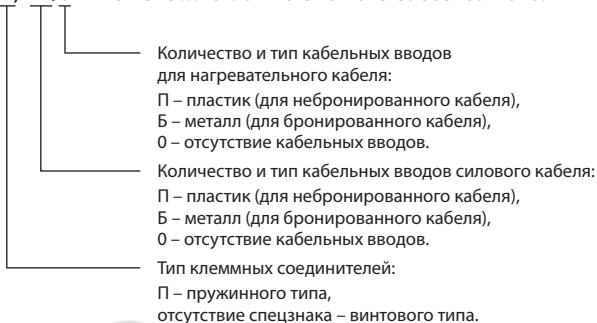 Количество и тип кабельных вводов
для нагревательного кабеля:
П – пластик (для небронированного кабеля),
Б – металл (для бронированного кабеля),
0 – отсутствие кабельных вводов.
Количество и тип кабельных вводов силового кабеля:
П – пластик (для небронированного кабеля),
Б – металл (для бронированного кабеля),
0 – отсутствие кабельных вводов.
Тип клеммных соединителей:
П – пружинного типа,
отсутствие спецзнака – винтового типа.